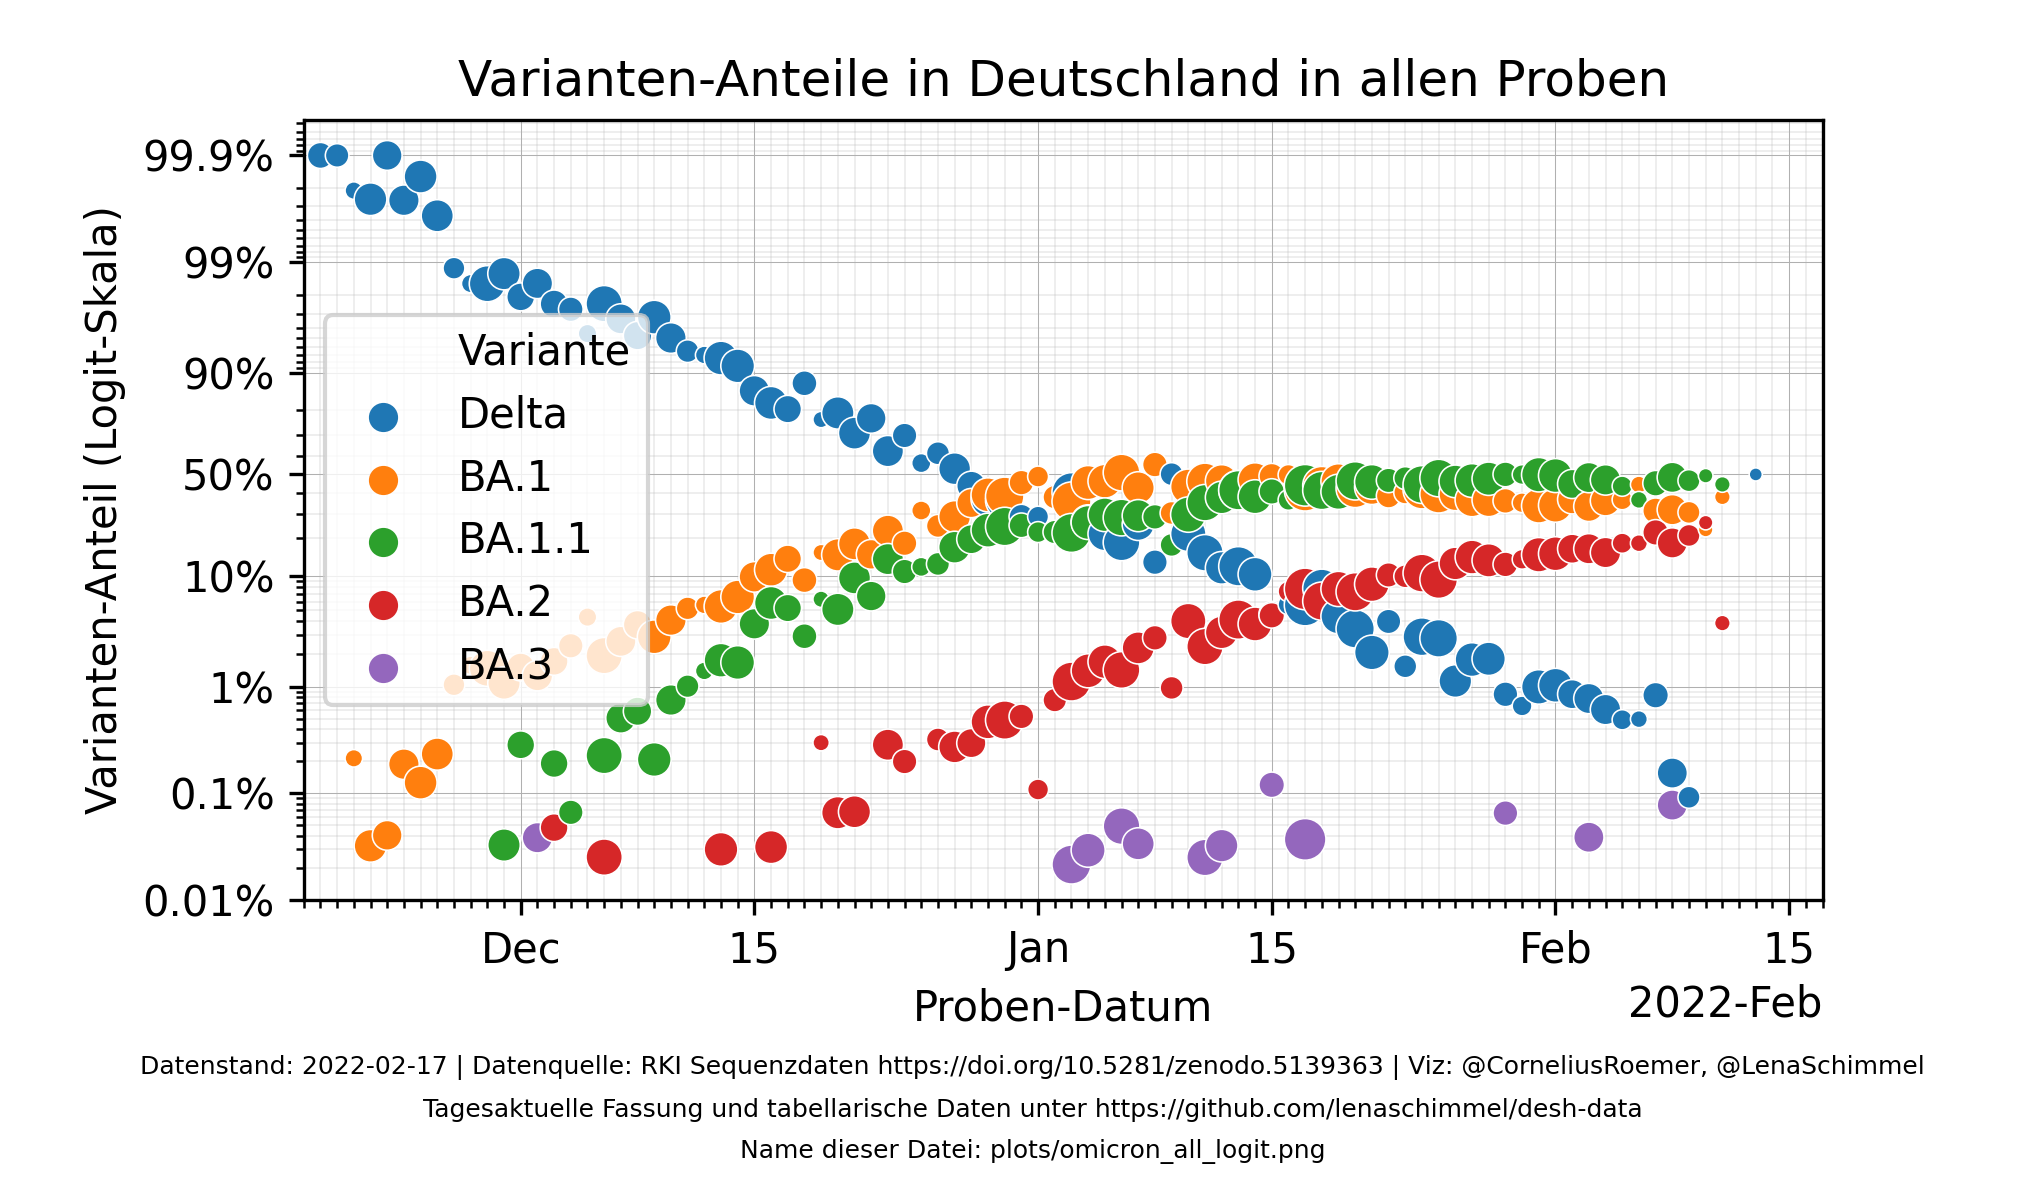 Varianten-Anteile in Deutschland in allen Proben
Varianten-Anteil (Logit-Skala)
99.9%
99%
90%
50%
10%
1%
0.1%
0.01%
Variante
Delta
BA.1
BA.1.1
BA.2
BA.3
Dec 15 Jan 15 Feb 15
Proben-Datum
2022-Feb
Datenstand: 2022-02-17 | Datenquelle: RKI Sequenzdaten https://doi.org/10.5281/zenodo.5139363 | Viz: @CorneliusRoemer, @LenaSchimmel
Tagesaktuelle Fassung und tabellarische Daten unter https://github.com/lenaschimmel/desh-data
Name dieser Datei: plots/omicron_all_logit.png